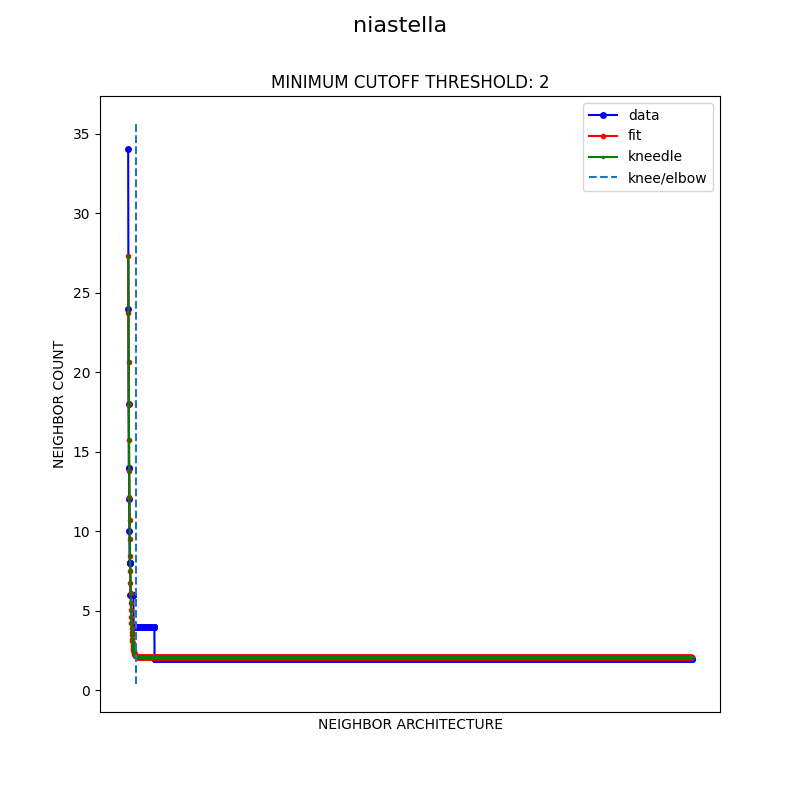 niastella
MINIMUM CUTOFF THRESHOLD: 2
data
fit
kneedle
knee/elbow
35
30
25
20
15
10
5
0
NEIGHBOR COUNT
NEIGHBOR ARCHITECTURE